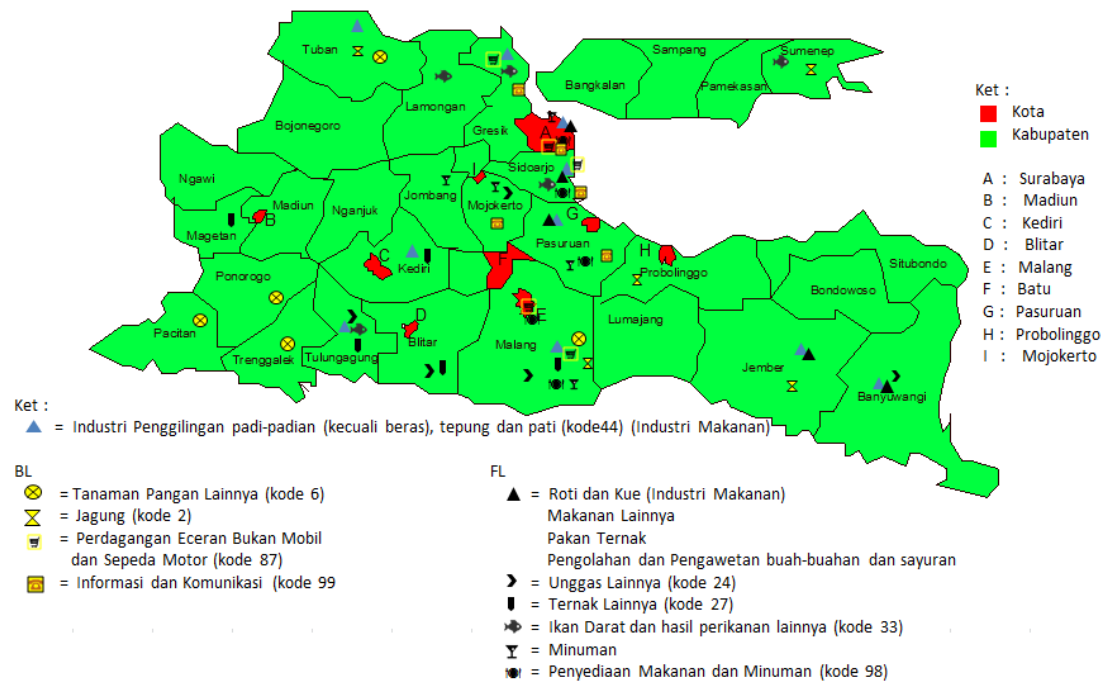 Tuban
Sampang
Sumenep
Bangkalan
Pamekasan
Lamongan
Bojonegoro
Gresik
A
Sidoarjo
Ngawi
I
Jombang
Madiun
Nganjuk
Mojokerto
B
G
Magetan
Pasuruan
H
C
Kediri
F
Probolinggo
Situbondo
Ponorogo
Bondowoso
Pacitan
D
E
Lumajang
Trenggalek
Tulungagung
Blitar
Malang
Jember
Banyuwangi
Ket :
Kota
Kabupaten
A : Surabaya
B : Madiun
C : Kediri
D : Blitar
E : Malang
F : Batu
G : Pasuruan
H : Probolinggo
I : Mojokerto
Ket :
= Industri Penggilingan padi-padian (kecuali beras), tepung dan pati (kode44) (Industri Makanan)
BL
= Tanaman Pangan Lainnya (kode 6)
= Jagung (kode 2)
= Perdagangan Eceran Bukan Mobil
dan Sepeda Motor (kode 87)
= Informasi dan Komunikasi (kode 99
FL
= Roti dan Kue (Industri Makanan)
Makanan Lainnya
Pakan Ternak
Pengolahan dan Pengawetan buah-buahan dan sayuran
= Unggas Lainnya (kode 24)
= Ternak Lainnya (kode 27)
= Ikan Darat dan hasil perikanan lainnya (kode 33)
= Minuman
= Penyediaan Makanan dan Minuman (kode 98)